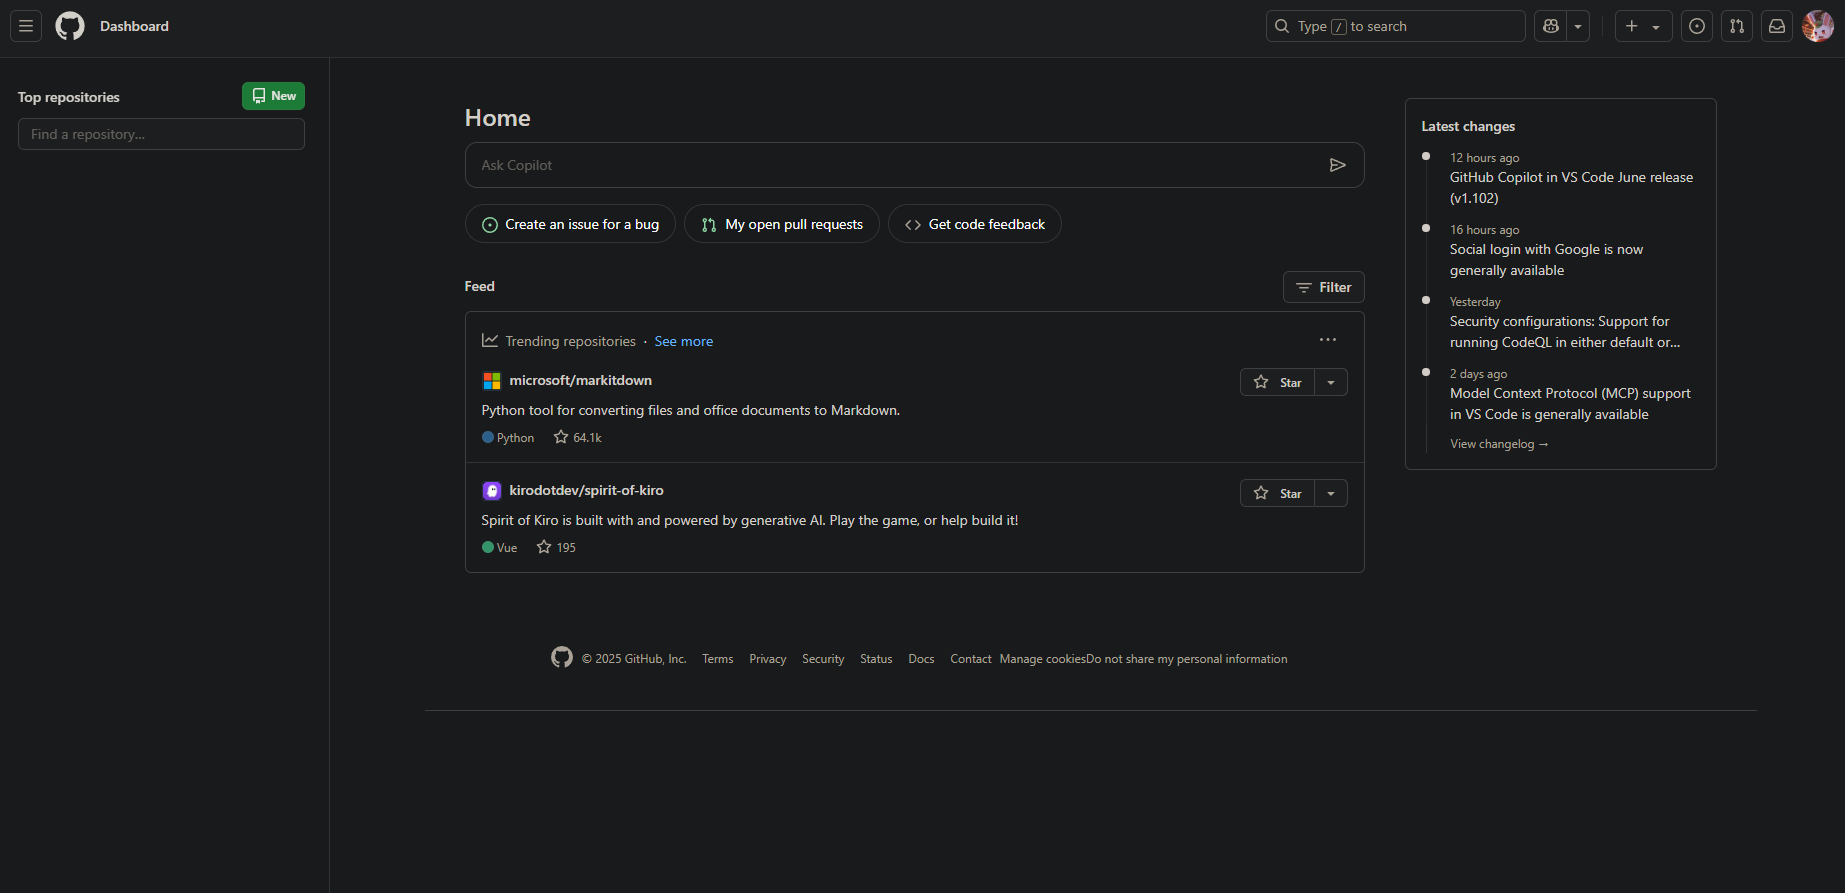 Dashboard
Type / to search
Top repositories
New
Find a repository...
Home
Ask Copilot
Create an issue for a bug
My open pull requests
Get code feedback
Feed
Filter
Trending repositories · See more
microsoft/markitdown
Star
Python tool for converting files and office documents to Markdown.
Python 64.1k
kirodotdev/spirit-of-kiro
Star
Spirit of Kiro is built with and powered by generative AI. Play the game, or help build it!
Vue 195
Latest changes
12 hours ago
GitHub Copilot in VS Code June release
(v1.102)
16 hours ago
Social login with Google is now
generally available
Yesterday
Security configurations: Support for
running CodeQL in either default or...
2 days ago
Model Context Protocol (MCP) support
in VS Code is generally available
View changelog →
© 2025 GitHub, Inc. Terms Privacy Security Status Docs Contact Manage cookiesDo not share my personal information